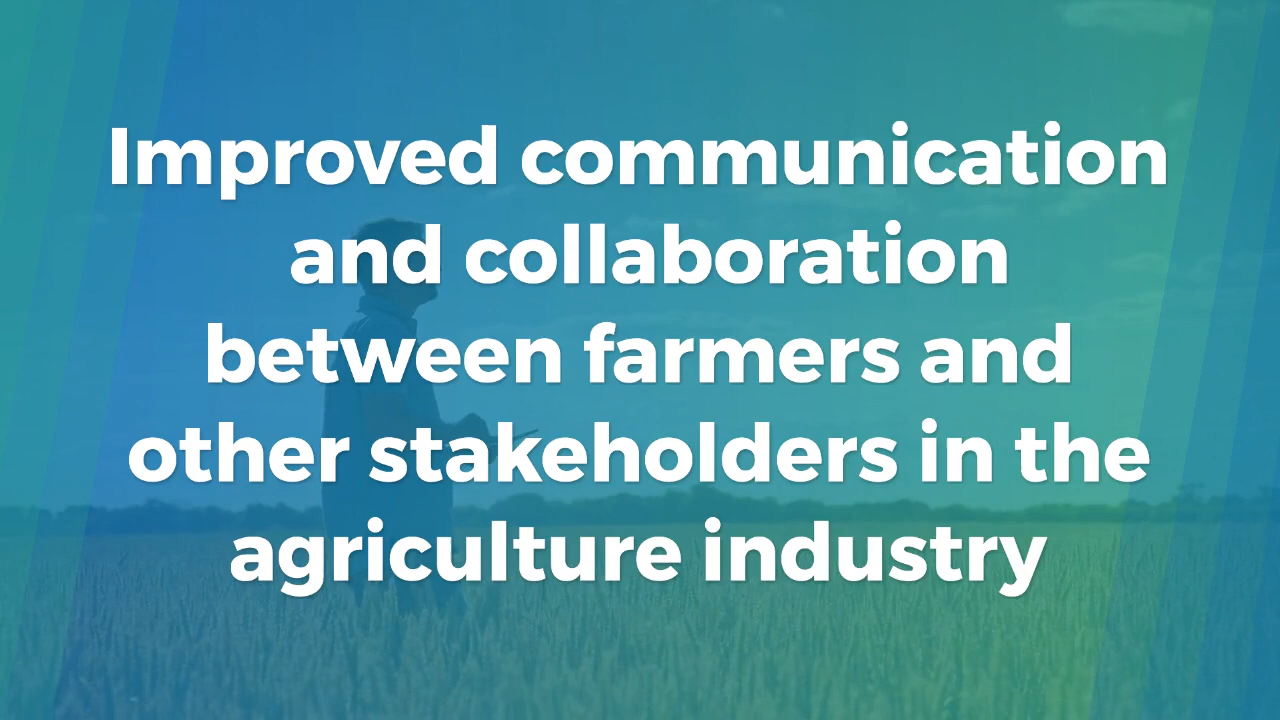 Improved communication
and collaboration
between farmers and
other stakeholders in the
agriculture industry